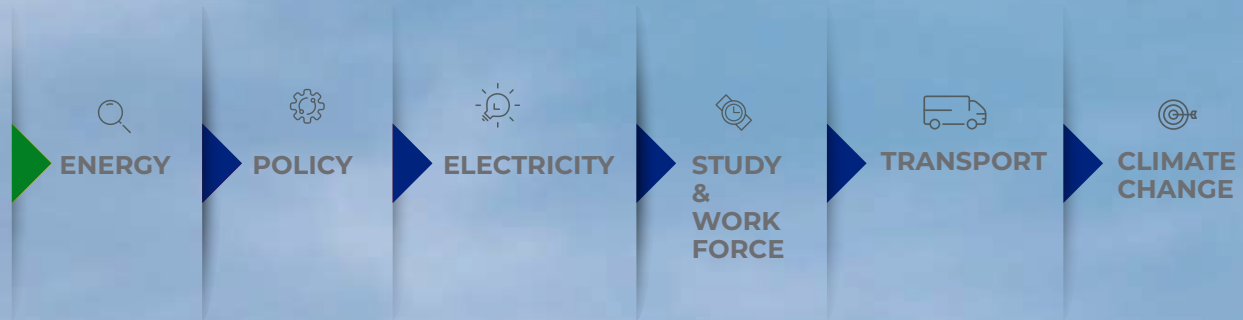 ENERGY
POLICY
ELECTRICITY
STUDY
&
WORK
FORCE
TRANSPORT
CLIMATE
CHANGE